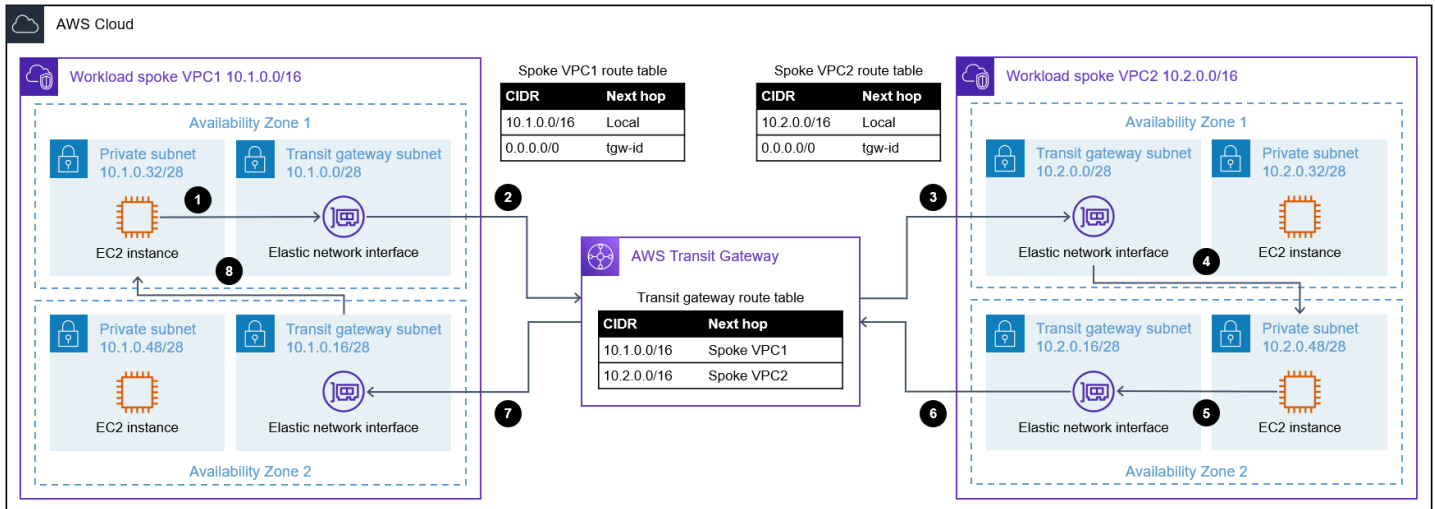 AWS Cloud
Workload spoke VPC1 10.1.0.0/16
Availability Zone 1
Private subnet
10.1.0.32/28
EC2 instance
1
Transit gateway subnet
10.1.0.0/28
Elastic network interface
8
Private subnet
10.1.0.48/28
EC2 instance
Transit gateway subnet
10.1.0.16/28
Elastic network interface
Availability Zone 2
Spoke VPC1 route table
CIDR Next hop
10.1.0.0/16 Local
0.0.0.0/0 tgw-id
Spoke VPC2 route table
CIDR Next hop
10.2.0.0/16 Local
0.0.0.0/0 tgw-id
2
3
AWS Transit Gateway
Transit gateway route table
CIDR Next hop
10.1.0.0/16 Spoke VPC1
10.2.0.0/16 Spoke VPC2
7
6
Workload spoke VPC2 10.2.0.0/16
Availability Zone 1
Transit gateway subnet
10.2.0.0/28
Elastic network interface
Private subnet
10.2.0.32/28
EC2 instance
4
Transit gateway subnet
10.2.0.16/28
Elastic network interface
5
Private subnet
10.2.0.48/28
EC2 instance
Availability Zone 2